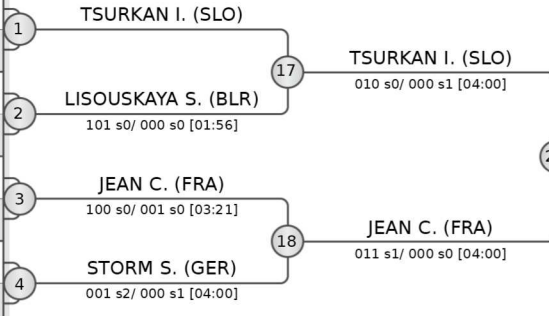 TSURKAN I. (SLO)
1
17
TSURKAN I. (SLO)
010 s0/ 000 s1 [04:00]
2
LISOUSKAYA S. (BLR)
101 s0/ 000 s0 [01:56]
3
JEAN C. (FRA)
100 s0/ 001 s0 [03:21]
18
JEAN C. (FRA)
011 s1/ 000 s0 [04:00]
4
STORM S. (GER)
001 s2/ 000 s1 [04:00]